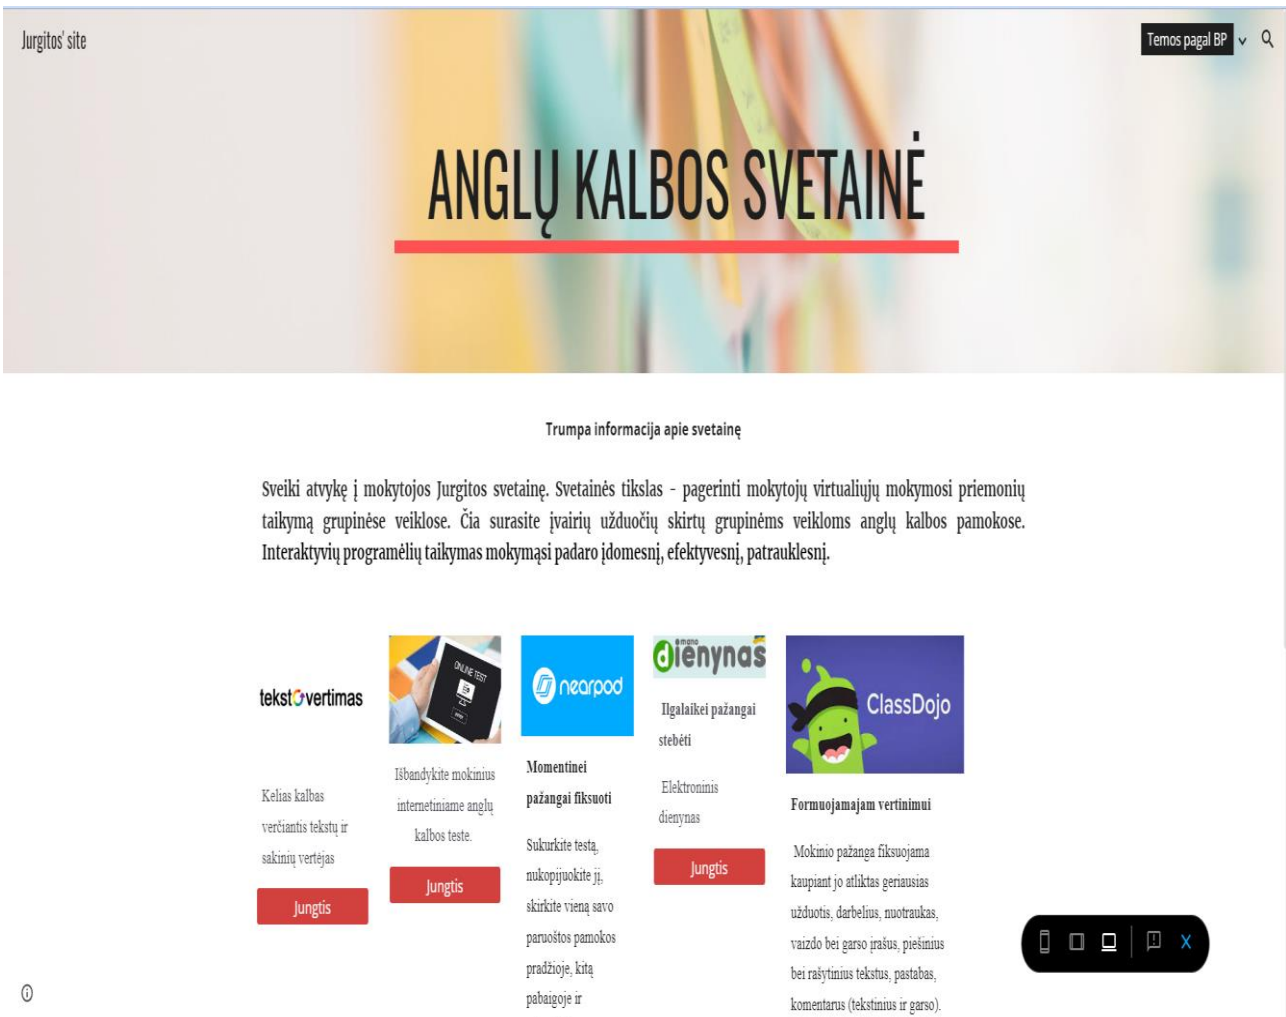 Jurgitos' site
Temos pagal BP
ANGLŲ KALBOS SVETAINĖ
Trumpa informacija apie svetainę
Sveiki atvykę į mokytojos Jurgitos svetainę. Svetainės tikslas - pagerinti mokytojų virtualiųjų mokymosi priemonių
taikymą grupinėse veiklose. Čia surasite įvairių užduočių skirtų grupinėms veikloms anglų kalbos pamokose.
Interaktyvių programėlių taikymas mokymąsi padaro įdomesnį, efektyvesnį, patrauklesnį.
tekstovertimas
Kelias kalbas
verčiantis tekstų ir
sakinių vertėjas
Jungtis
ONLINE TEST
Išbandykite mokinius
internetiniame anglų
kalbos teste.
Jungtis
nearpod
Momentinei
pažangai fiksuoti
Sukurkite testą,
nukopijuokite jį,
skirkite vieną savo
paruoštos pamokos
pradžioje, kitą
pabaigoje ir
mano
dienynas
Ilgalaikei pažangai
stebėti
Elektroninis
dienynas
Jungtis
ClassDojo
Formuojamajam vertinimui
Mokinio pažanga fiksuojama
kaupiant jo atliktas geriausias
užduotis, darbelius, nuotraukas,
vaizdo bei garso įrašus, piešinius
bei rašytinius tekstus, pastabas,
komentarus (tekstinius ir garso).